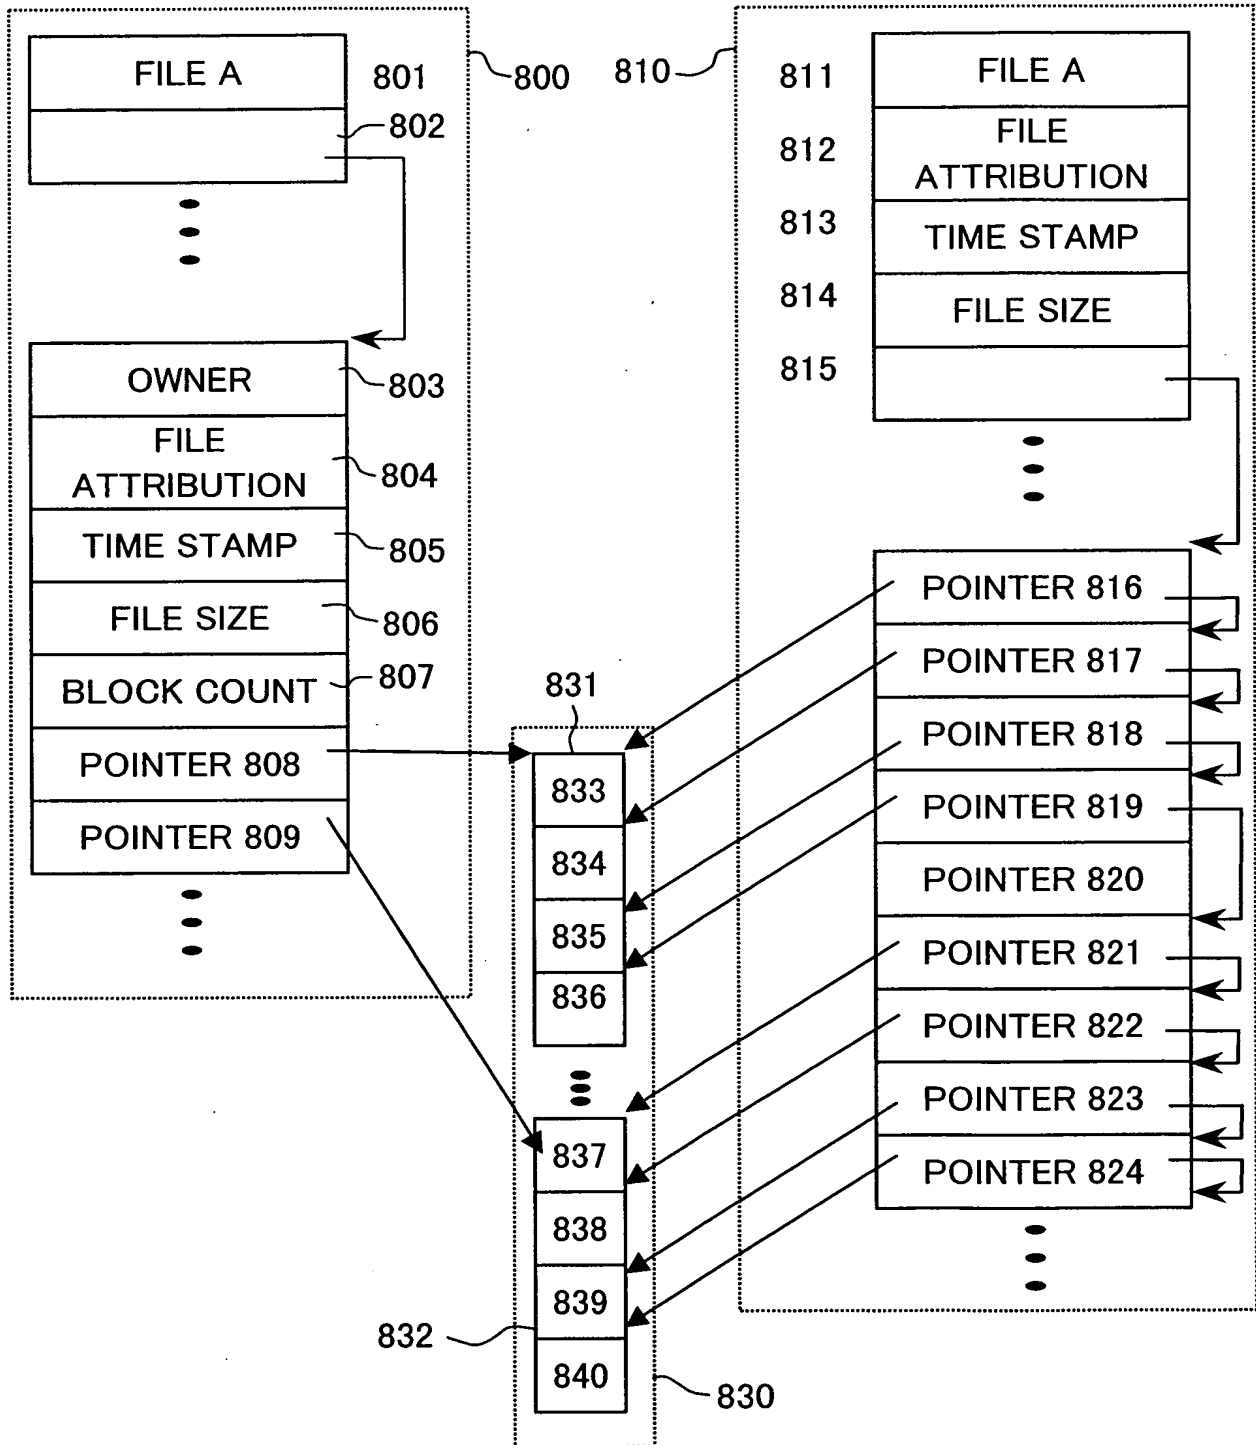 FILE A
801
802
800
OWNER
803
FILE
ATTRIBUTION
804
TIME STAMP
805
FILE SIZE
806
BLOCK COUNT
807
POINTER 808
POINTER 809
831
833
834
835
836
837
838
839
840
832
830
810
811
FILE A
812
FILE
ATTRIBUTION
813
TIME STAMP
814
FILE SIZE
815
POINTER 816
POINTER 817
POINTER 818
POINTER 819
POINTER 820
POINTER 821
POINTER 822
POINTER 823
POINTER 824